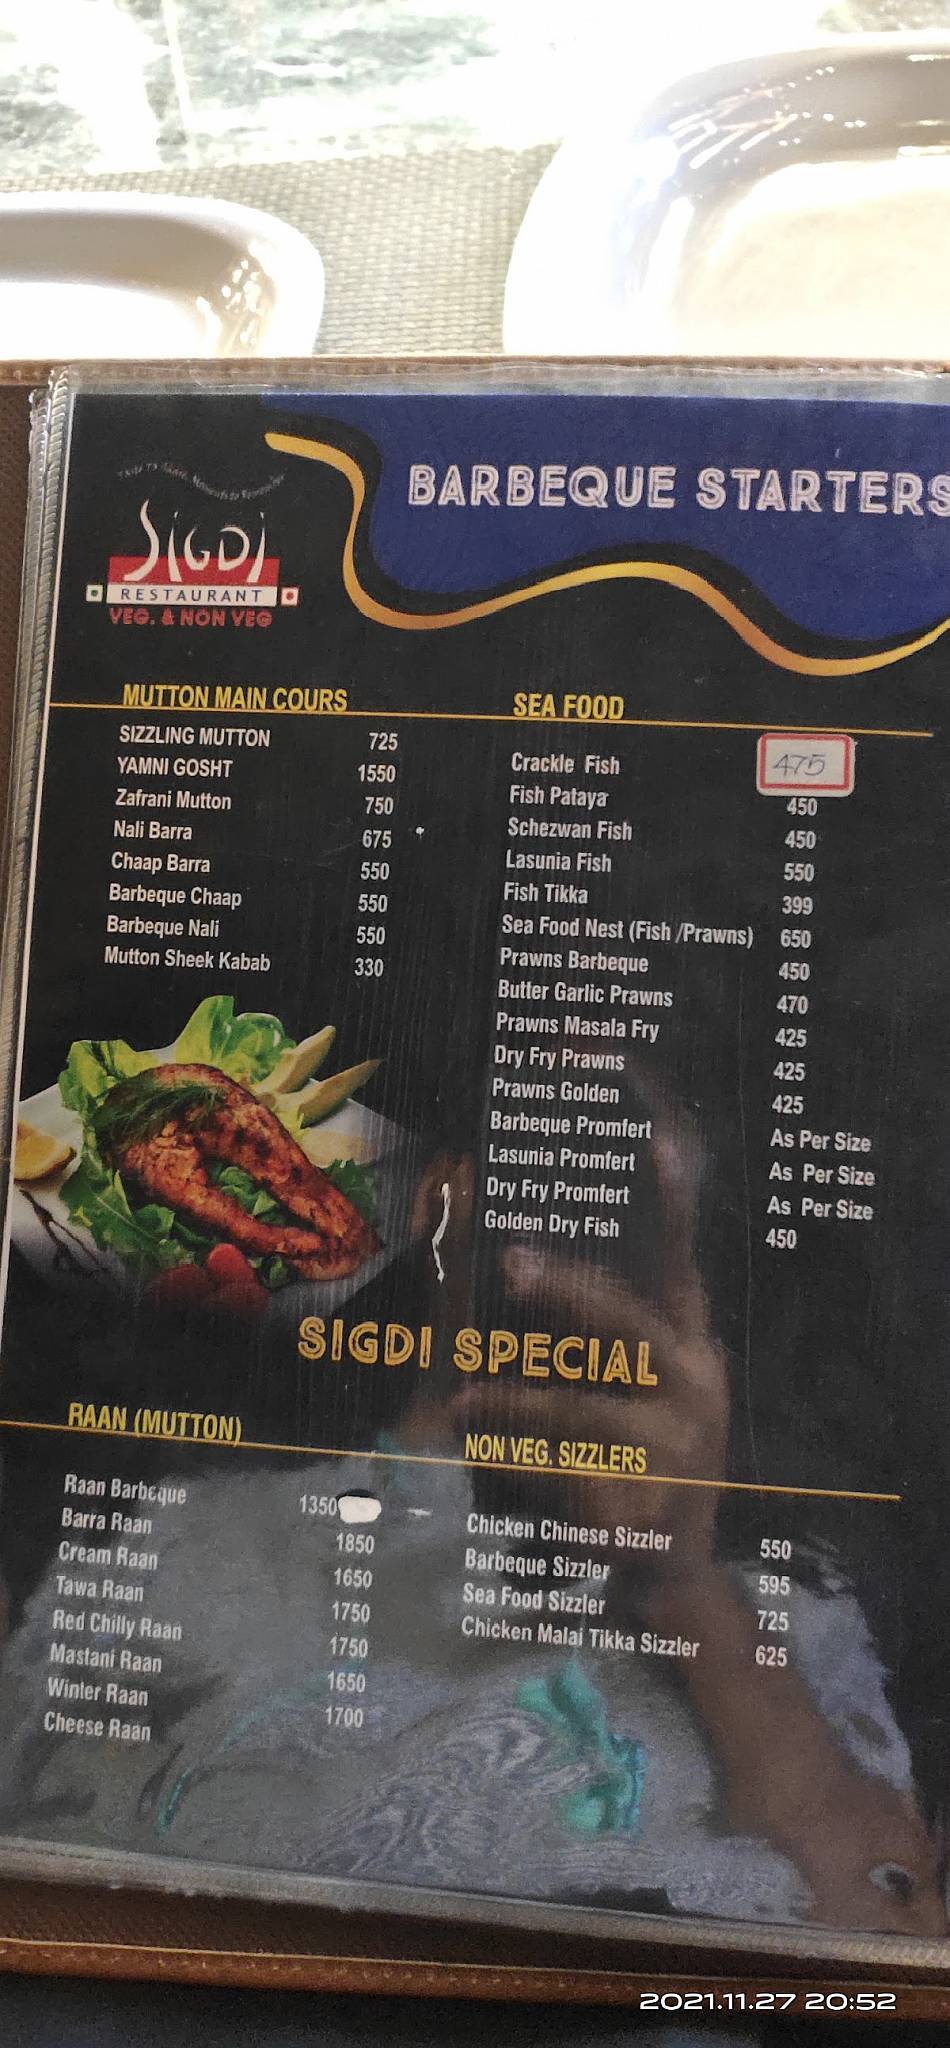 BARBEQUE STARTERS
SIGDI
RESTAURANT
VEG. & NON VEG
MUTTON MAIN COURS
SIZZLING MUTTON 725
YAMNI GOSHT 1550
Zafrani Mutton 750
Nali Barra 675
Chaap Barra 550
Barbeque Chaap 550
Barbeque Nali 550
Mutton Sheek Kabab 330
SEA FOOD
Crackle Fish 475
Fish Pataya 450
Schezwan Fish 450
Lasunia Fish 550
Fish Tikka 399
Sea Food Nest (Fish /Prawns) 650
Prawns Barbeque 450
Butter Garlic Prawns 470
Prawns Masala Fry 425
Dry Fry Prawns 425
Prawns Golden 425
Barbeque Promfert As Per Size
Lasunia Promfert As Per Size
Dry Fry Promfert As Per Size
Golden Dry Fish 450
SIGDI SPECIAL
RAAN (MUTTON)
Raan Barbeque 1350
Barra Raan 1850
Cream Raan 1650
Tawa Raan 1750
Red Chilly Raan 1750
Mastani Raan 1650
Winter Raan 1700
Cheese Raan
NON VEG. SIZZLERS
Chicken Chinese Sizzler 550
Barbeque Sizzler 595
Sea Food Sizzler 725
Chicken Malai Tikka Sizzler 625
2021.11.27 20:52